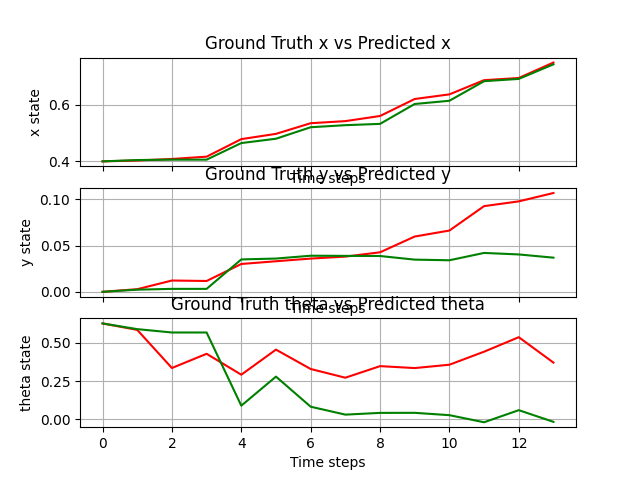 Ground Truth x vs Predicted x
0.6
0.4
x state
Time steps
Ground Truth y vs Predicted y
0.10
0.05
0.00
y state
Time steps
Ground Truth theta vs Predicted theta
0.50
0.25
0.00
theta state
0 2 4 6 8 10 12
Time steps